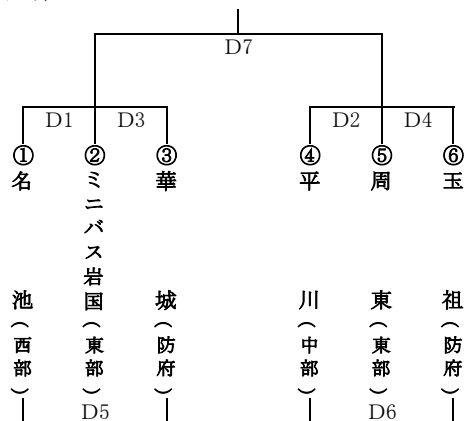 D7
D1 D3 D2 D4
① ② ③ ④ ⑤ ⑥
名池(西部)
ミニバス岩国(東部)
華城(防府)
平川(中部)
周東(東部)
玉祖(防府)
D5 D6